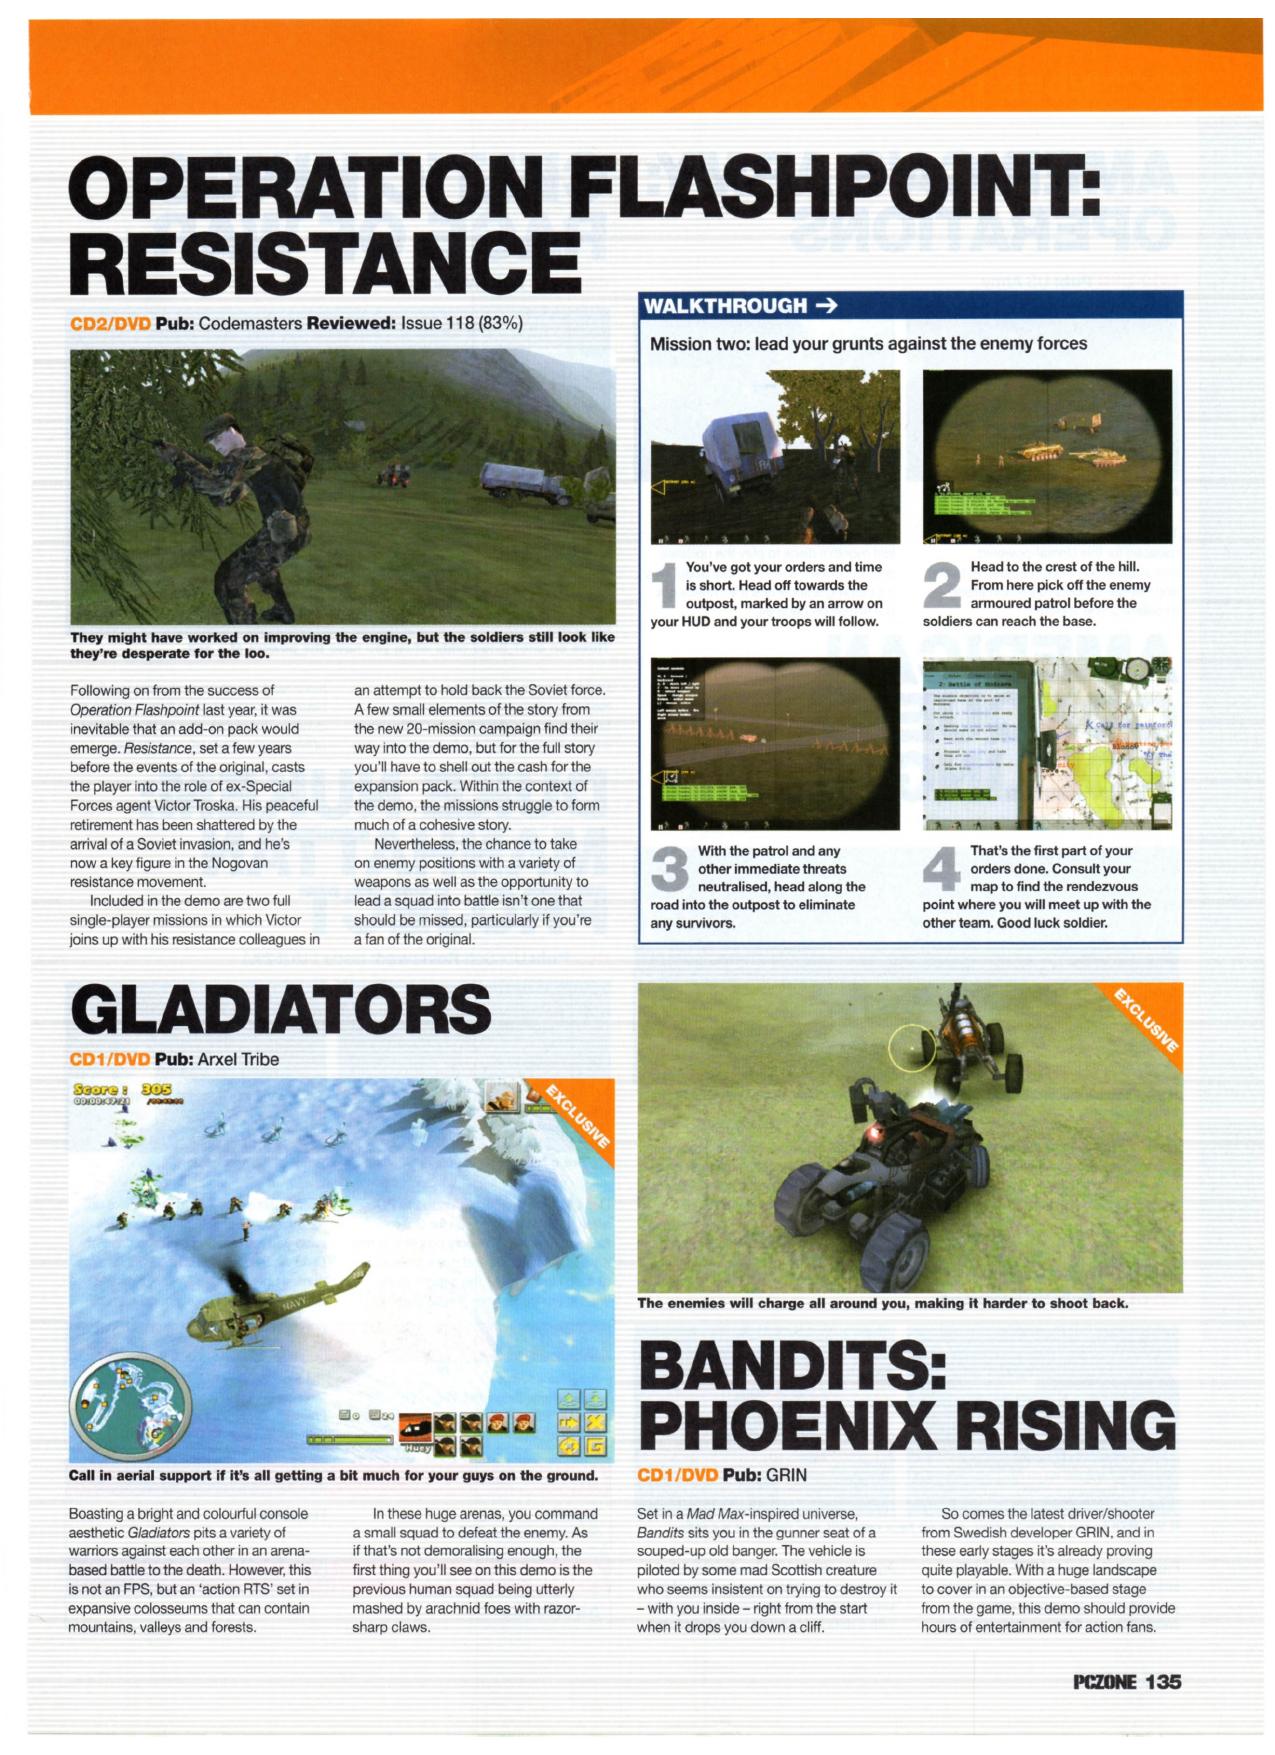 OPERATION FLASHPOINT:
RESISTANCE
CD2/DVD Pub: Codemasters Reviewed: Issue 118 (83%)
They might have worked on improving the engine, but the soldiers still look like
they're desperate for the loo.
Following on from the success of
Operation Flashpoint last year, it was
inevitable that an add-on pack would
emerge. Resistance, set a few years
before the events of the original, casts
the player into the role of ex-Special
Forces agent Victor Troska. His peaceful
retirement has been shattered by the
arrival of a Soviet invasion, and he's
now a key figure in the Nogovan
resistance movement.
Included in the demo are two full
single-player missions in which Victor
joins up with his resistance colleagues in
an attempt to hold back the Soviet force.
A few small elements of the story from
the new 20-mission campaign find their
way into the demo, but for the full story
you'll have to shell out the cash for the
expansion pack. Within the context of
the demo, the missions struggle to form
much of a cohesive story.
Nevertheless, the chance to take
on enemy positions with a variety of
weapons as well as the opportunity to
lead a squad into battle isn't one that
should be missed, particularly if you're
a fan of the original.
WALKTHROUGH →
Mission two: lead your grunts against the enemy forces
1 You've got your orders and time
is short. Head off towards the
outpost, marked by an arrow on
your HUD and your troops will follow.
2 Head to the crest of the hill.
From here pick off the enemy
armoured patrol before the
soldiers can reach the base.
3 With the patrol and any
other immediate threats
neutralised, head along the
road into the outpost to eliminate
any survivors.
4 That's the first part of your
orders done. Consult your
map to find the rendezvous
point where you will meet up with the
other team. Good luck soldier.
GLADIATORS
CD1/DVD Pub: Arxel Tribe
Score : 305
EXCLUSIVE
NAVY
Call in aerial support if it's all getting a bit much for your guys on the ground.
Boasting a bright and colourful console
aesthetic Gladiators pits a variety of
warriors against each other in an arena-
based battle to the death. However, this
is not an FPS, but an 'action RTS' set in
expansive colosseums that can contain
mountains, valleys and forests.
In these huge arenas, you command
a small squad to defeat the enemy. As
if that's not demoralising enough, the
first thing you'll see on this demo is the
previous human squad being utterly
mashed by arachnid foes with razor-
sharp claws.
EXCLUSIVE
The enemies will charge all around you, making it harder to shoot back.
BANDITS:
PHOENIX RISING
CD1/DVD Pub: GRIN
Set in a Mad Max-inspired universe,
Bandits sits you in the gunner seat of a
souped-up old banger. The vehicle is
piloted by some mad Scottish creature
who seems insistent on trying to destroy it
– with you inside – right from the start
when it drops you down a cliff.
So comes the latest driver/shooter
from Swedish developer GRIN, and in
these early stages it's already proving
quite playable. With a huge landscape
to cover in an objective-based stage
from the game, this demo should provide
hours of entertainment for action fans.
PCZONE 135